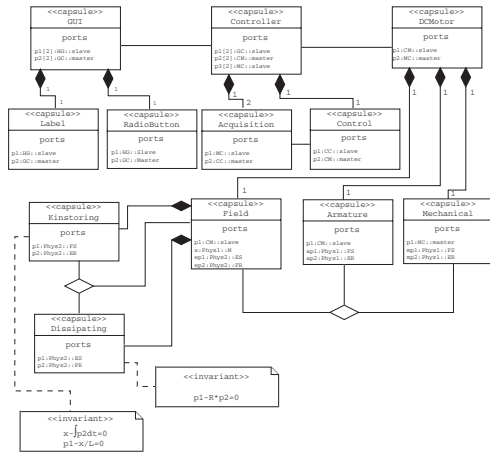 <<capsule>>
GUI
ports
p1[2]:HG::slave
p2[2]:GC::master
<<capsule>>
Controller
ports
p1[2]:GC::slave
p2[2]:CM::master
p3[2]:MC::slave
<<capsule>>
DCMotor
ports
p1:CM::slave
p2:MC::master
1
1
1
2
1
1
1
1
1
<<capsule>>
Label
ports
p1:HG::slave
p2:GC::master
<<capsule>>
RadioButton
ports
p1:HG::Slave
p2:GC::Master
<<capsule>>
Acquisition
ports
p1:MC::slave
p2:CC::master
<<capsule>>
Control
ports
p1:CC::slave
p2:CM::master
1
1
1
<<capsule>>
Kinstoring
ports
p1:Phys2::FS
p2:Phys2::ER
<<capsule>>
Field
ports
p1:CM::slave
x:Phys1::M
ep1:Phys2::ES
ep2:Phys2::FR
<<capsule>>
Armature
ports
p1:CM::slave
ap1:Phys1::FS
ap2:Phys1::ER
<<capsule>>
Mechanical
ports
p1:MC::master
mp1:Phys1::FS
mp2:Phys1::ER
<<capsule>>
Dissipating
ports
p1:Phys2::ES
p2:Phys2::FR
<<invariant>>
p1-R*p2=0
<<invariant>>
x-∫p2dt=0
p1-x/L=0